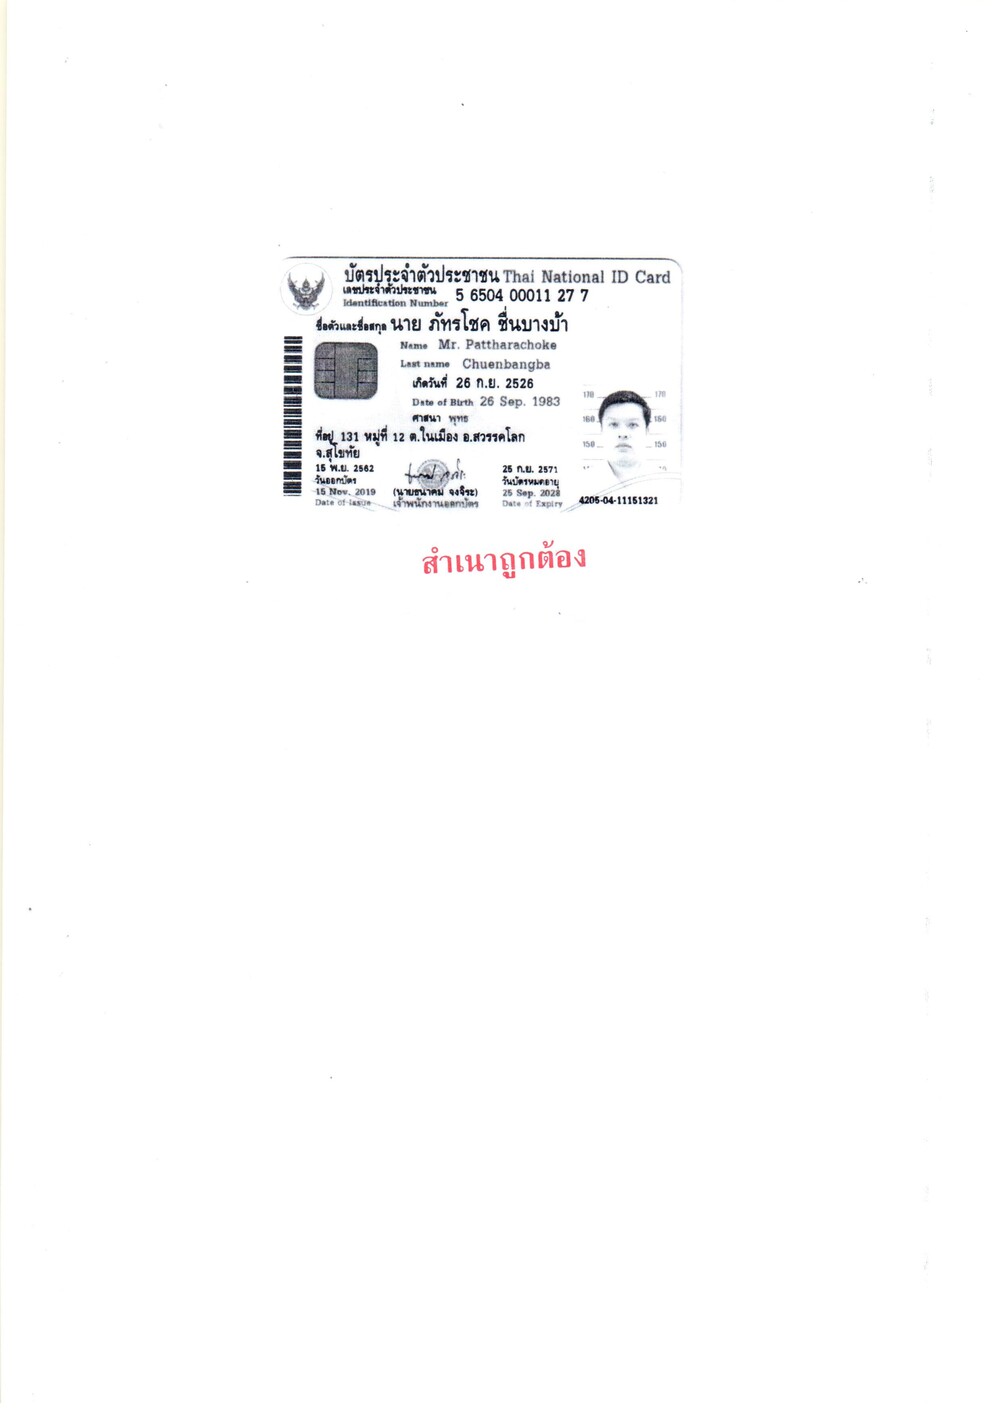 บัตรประจำตัวประชาชน Thai National ID Card
เลขประจำตัวประชาชน
Identification Number 5 6504 00011 27 7
ชื่อตัวและชื่อสกุล นาย ภัทรโชค ชื่นบางบ้า
Name Mr. Pattharachoke
Last name Chuenbangba
เกิดวันที่ 26 ก.ย. 2526
Date of Birth 26 Sep. 1983
ศาสนา พุทธ
ที่อยู่ 131 หมู่ที่ 12 ต.ในเมือง อ.สวรรคโลก
จ.สุโขทัย
15 พ.ย. 2562
วันออกบัตร
15 Nov. 2019
Date of Issue
(นายธนาคม จงจิระ)
เจ้าพนักงานออกบัตร
25 ก.ย. 2571
วันบัตรหมดอายุ
25 Sep. 2028
Date of Expiry
170 170
160 160
150 150
4205-04-11151321
สำเนาถูกต้อง